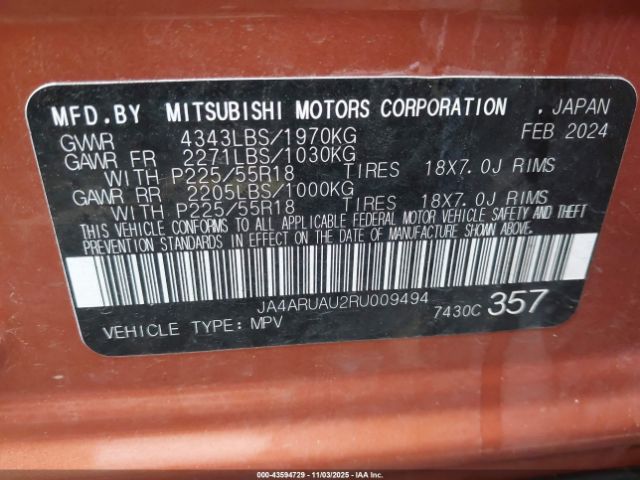 MFD.BY MITSUBISHI MOTORS CORPORATION . JAPAN
GVWR 4343LBS/1970KG FEB 2024
GAWR FR 2271LBS/1030KG
WITH P225/55R18 TIRES 18X7.0J RIMS
GAWR RR 2205LBS/1000KG
WITH P225/55R18 TIRES 18X7.0J RIMS
THIS VEHICLE CONFORMS TO ALL APPLICABLE FEDERAL MOTOR VEHICLE SAFETY AND THEFT
PREVENTION STANDARDS IN EFFECT ON THE DATE OF MANUFACTURE SHOWN ABOVE.
JA4ARUAU2RU009494
VEHICLE TYPE: MPV 7430C 357
000-43594729 - 11/03/2025 - IAA, Inc.